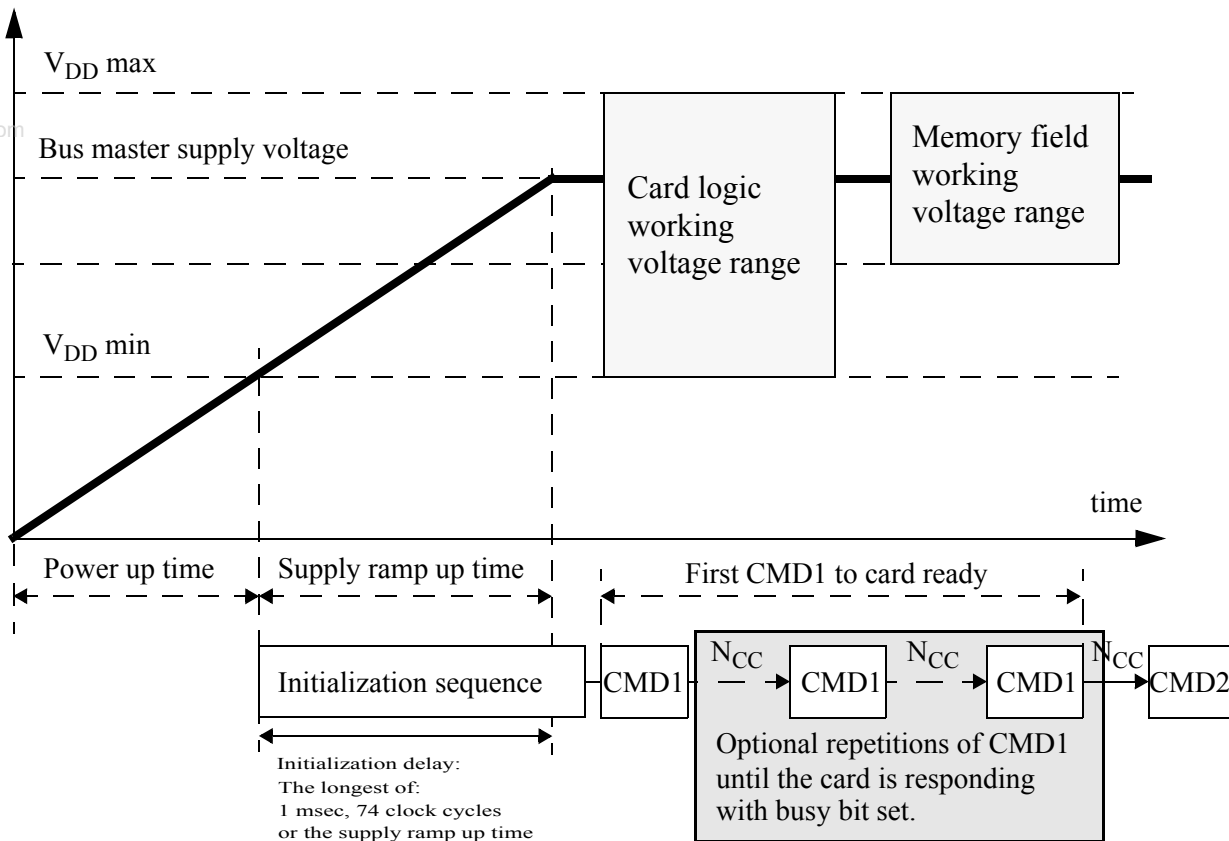 V_DD max
om
Bus master supply voltage
Card logic
working
voltage range
Memory field
working
voltage range
V_DD min
time
Power up time
Supply ramp up time
First CMD1 to card ready
Initialization sequence
CMD1
N_CC
CMD1
N_CC
CMD1
N_CC
CMD2
Optional repetitions of CMD1
until the card is responding
with busy bit set.
Initialization delay:
The longest of:
1 msec, 74 clock cycles
or the supply ramp up time